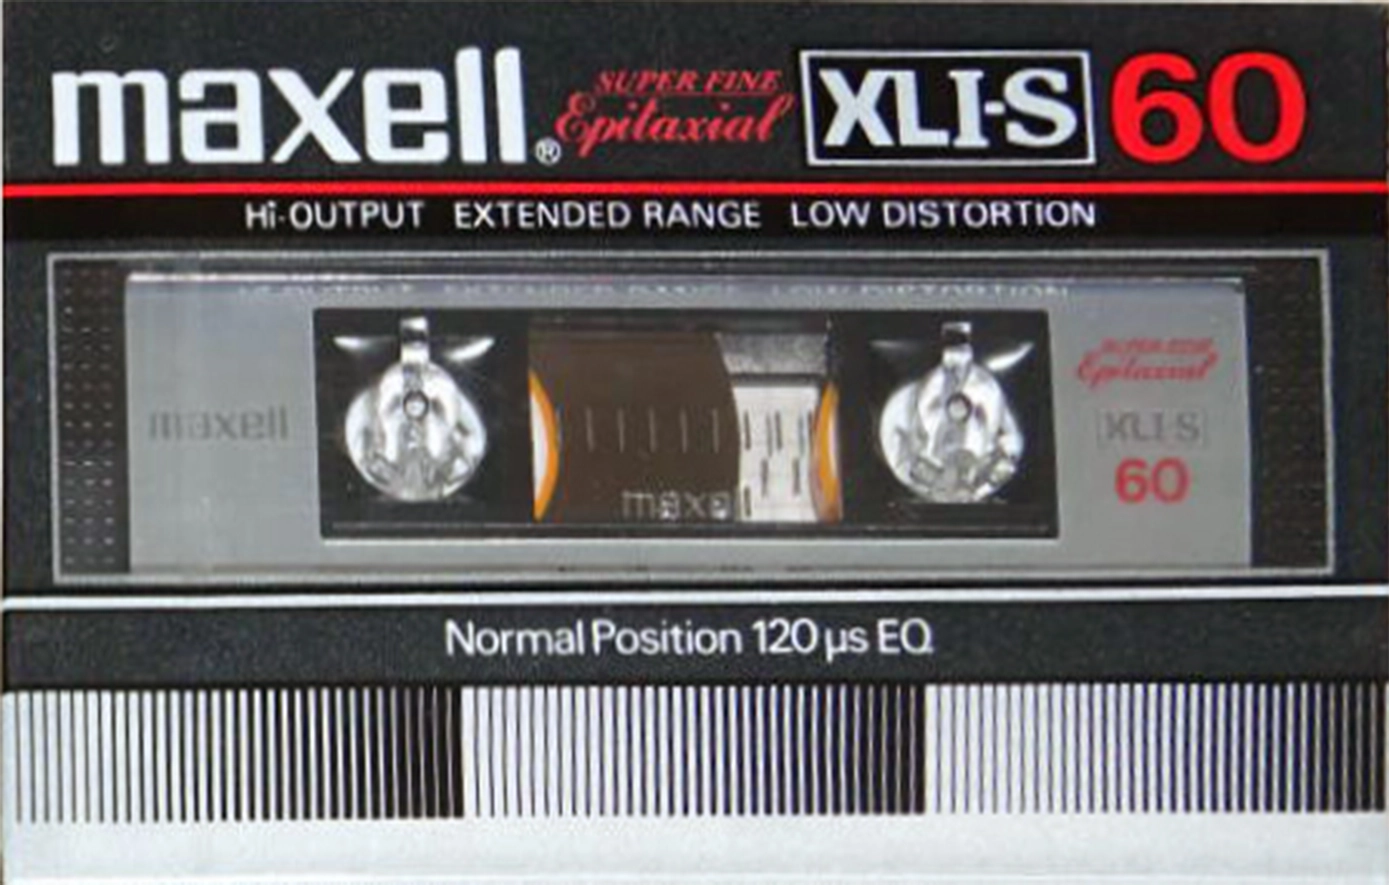 maxell® SUPER FINE Epitaxial XLI-S 60
Hi-OUTPUT EXTENDED RANGE LOW DISTORTION
maxell
maxell
SUPER FINE
Epitaxial
XLI-S
60
Normal Position 120 µs EQ